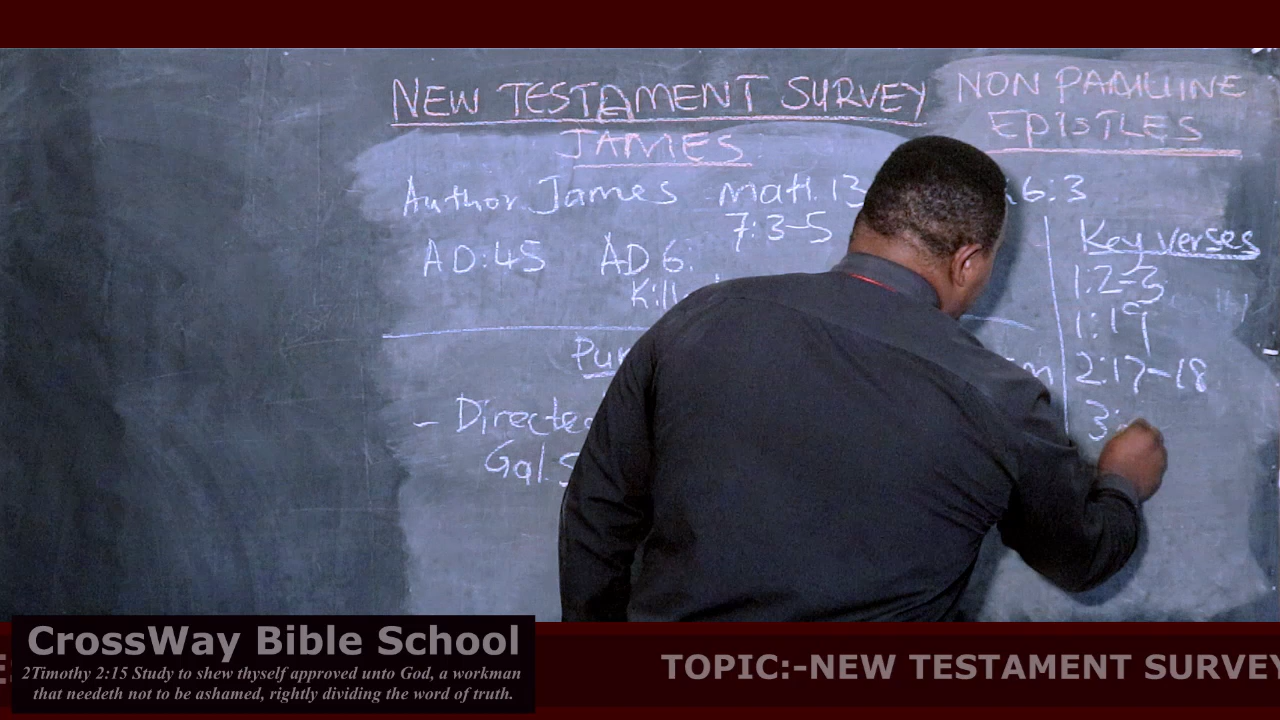 NEW TESTAMENT SURVEY
JAMES
NON PAULINE
EPISTLES
Author James Matt. 13 6:3
7:3-5
AD:45 AD 6
Directed
Gal.
Key verses
1:2-3
1:19
2:17-18
3:
CrossWay Bible School
2Timothy 2:15 Study to shew thyself approved unto God, a workman
that needeth not to be ashamed, rightly dividing the word of truth.
TOPIC:-NEW TESTAMENT SURVEY